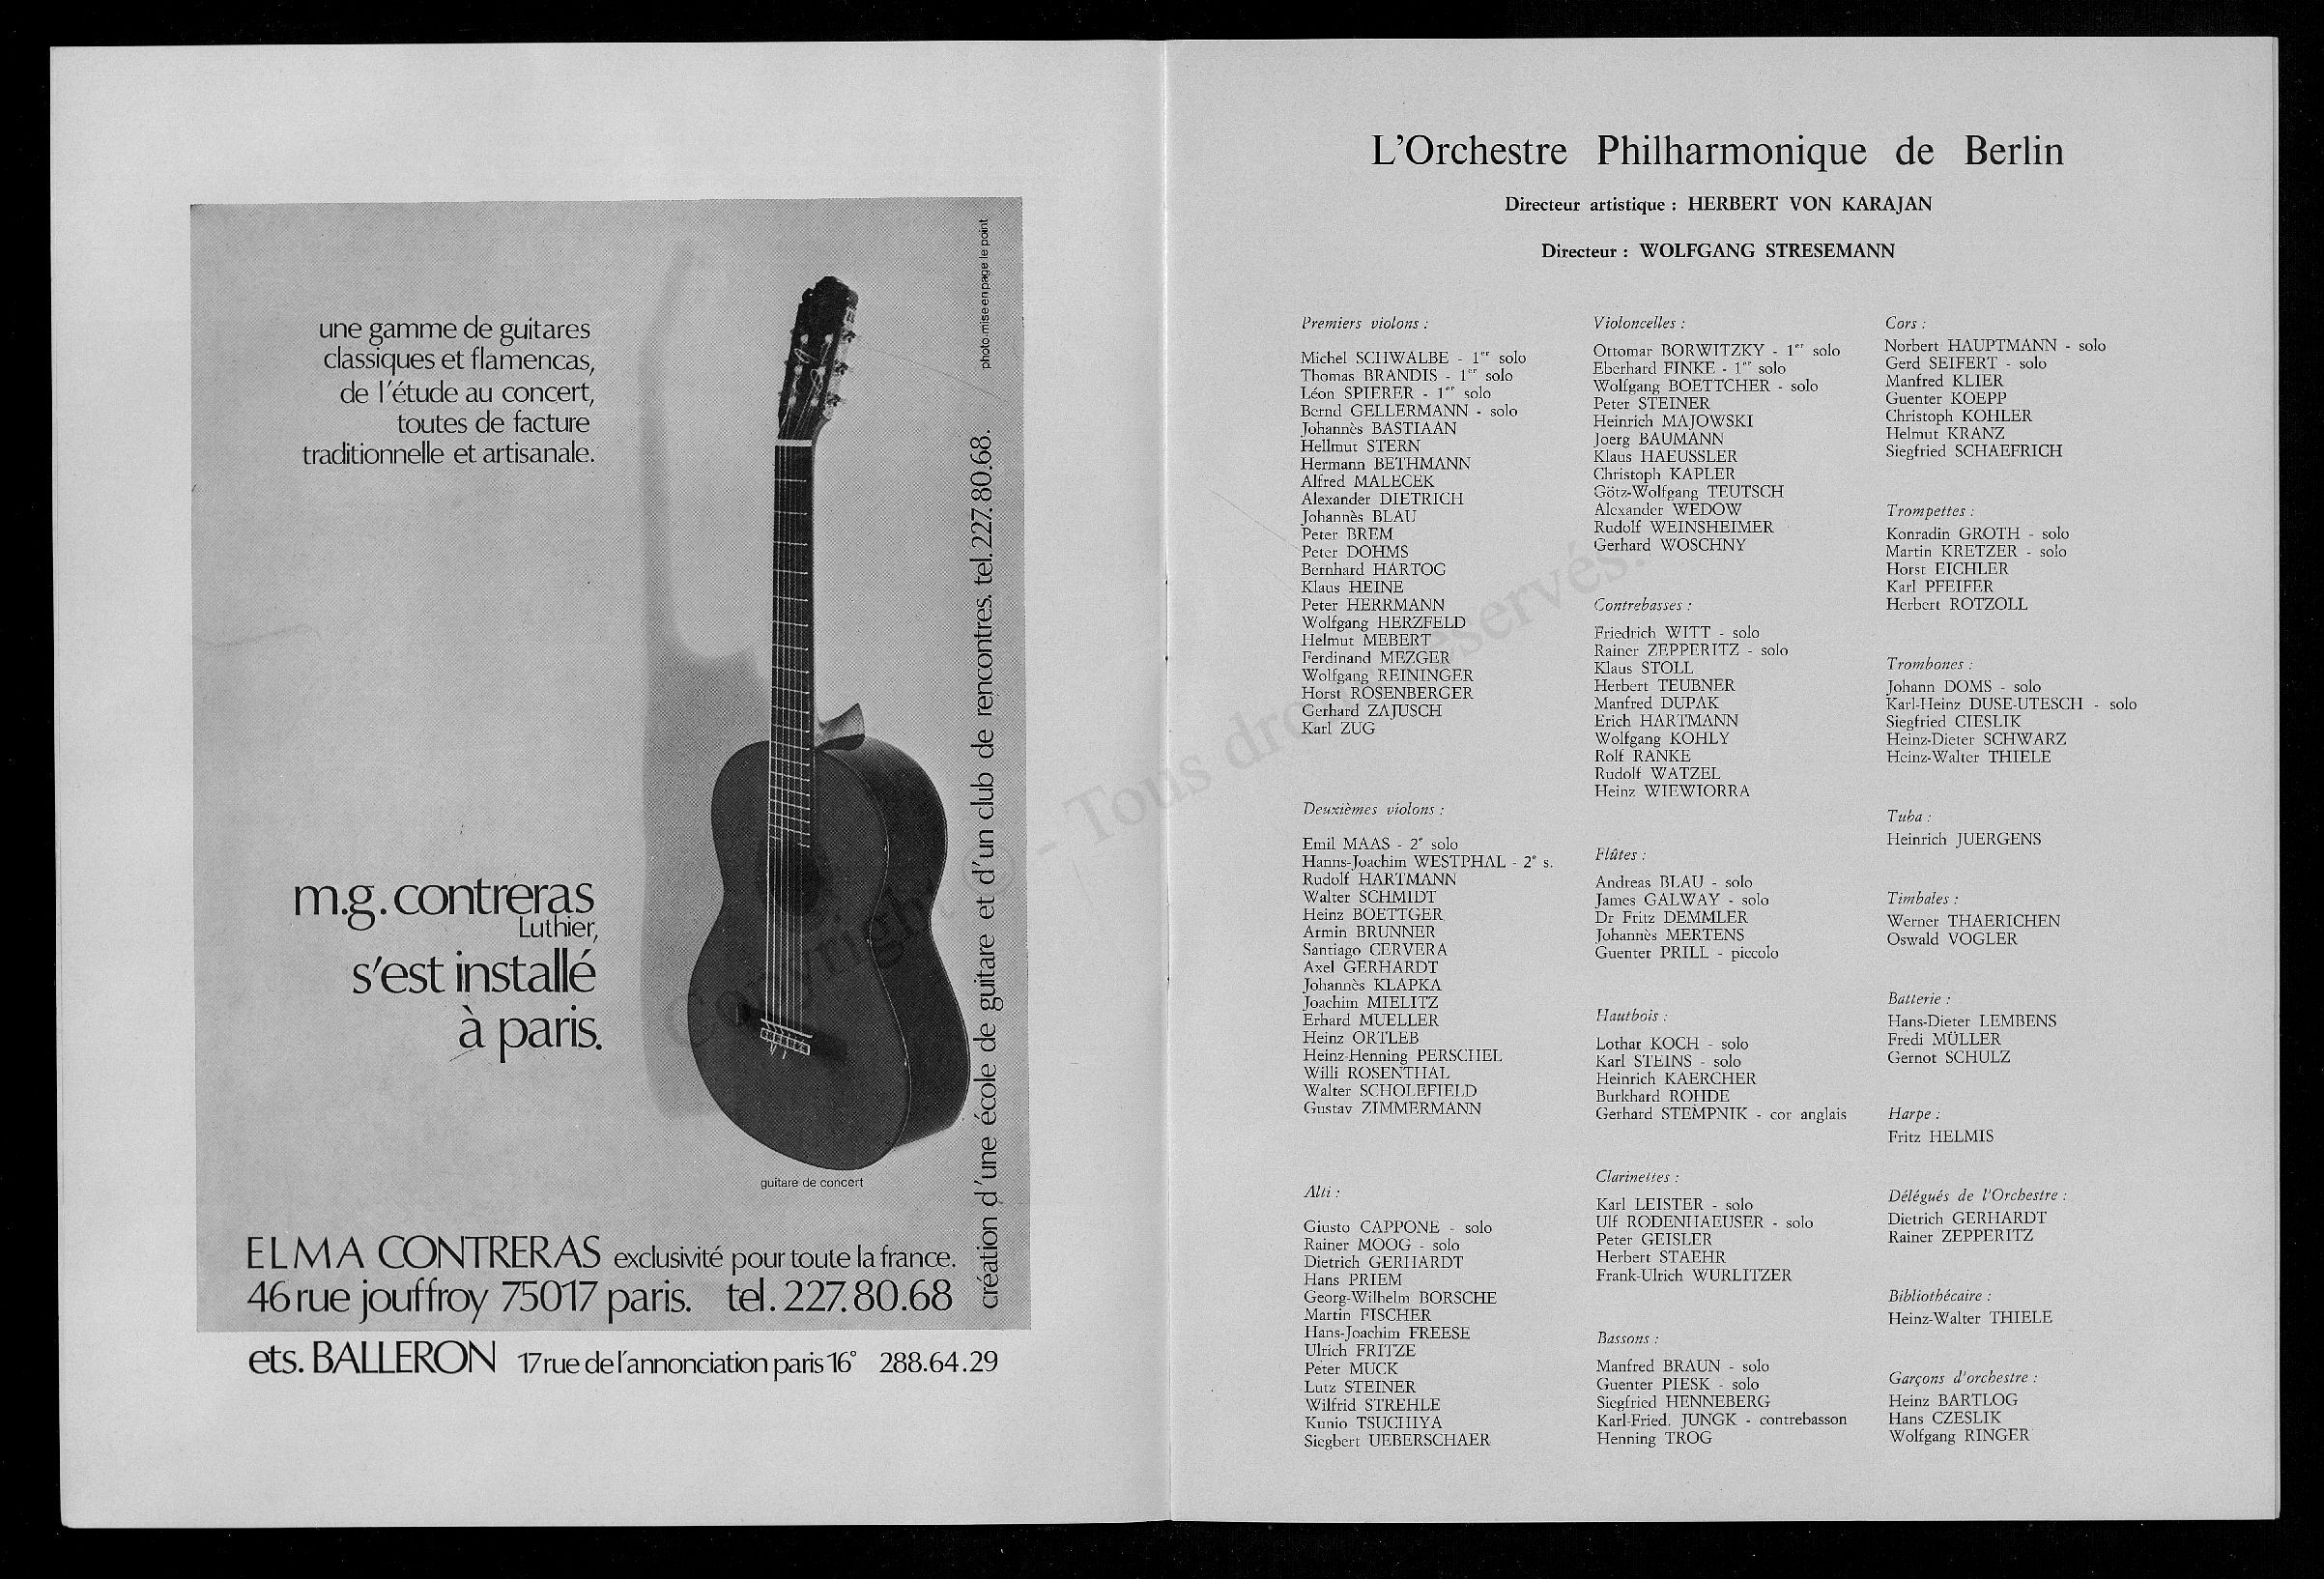 une gamme de guitares
classiques et flamencas,
de l'étude au concert,
toutes de facture
traditionnelle et artisanale.
m.g. contreras
Luthier,
s'est installé
à paris.
guitare de concert
photo.mise en page le point
création d'une école de guitare et d'un club de rencontres. tel. 227.80.68.
ELMA CONTRERAS exclusivité pour toute la france.
46 rue jouffroy 75017 paris. tel. 227.80.68
ets. BALLERON 17 rue de l'annonciation paris 16° 288.64.29
Copyright © - Tous droits réservés.
L'Orchestre Philharmonique de Berlin
Directeur artistique : HERBERT VON KARAJAN
Directeur : WOLFGANG STRESEMANN
Premiers violons :
Michel SCHWALBE - 1er solo
Thomas BRANDIS - 1er solo
Léon SPIERER - 1er solo
Bernd GELLERMANN - solo
Johannès BASTIAAN
Hellmut STERN
Hermann BETHMANN
Alfred MALECEK
Alexander DIETRICH
Johannès BLAU
Peter BREM
Peter DOHMS
Bernhard HARTOG
Klaus HEINE
Peter HERRMANN
Wolfgang HERZFELD
Helmut MEBERT
Ferdinand MEZGER
Wolfgang REININGER
Horst ROSENBERGER
Gerhard ZAJUSCH
Karl ZUG
Deuxièmes violons :
Emil MAAS - 2e solo
Hanns-Joachim WESTPHAL - 2e s.
Rudolf HARTMANN
Walter SCHMIDT
Heinz BOETTGER
Armin BRUNNER
Santiago CERVERA
Axel GERHARDT
Johannès KLAPKA
Joachim MIELITZ
Erhard MUELLER
Heinz ORTLEB
Heinz-Henning PERSCHEL
Willi ROSENTHAL
Walter SCHOLEFIELD
Gustav ZIMMERMANN
Alti :
Giusto CAPPONE - solo
Rainer MOOG - solo
Dietrich GERHARDT
Hans PRIEM
Georg-Wilhelm BORSCHE
Martin FISCHER
Hans-Joachim FREESE
Ulrich FRITZE
Peter MUCK
Lutz STEINER
Wilfrid STREHLE
Kunio TSUCHIYA
Siegbert UEBERSCHAER
Violoncelles :
Ottomar BORWITZKY - 1er solo
Eberhard FINKE - 1er solo
Wolfgang BOETTCHER - solo
Peter STEINER
Heinrich MAJOWSKI
Joerg BAUMANN
Klaus HAEUSSLER
Christoph KAPLER
Götz-Wolfgang TEUTSCH
Alexander WEDOW
Rudolf WEINSHEIMER
Gerhard WOSCHNY
Contrebasses :
Friedrich WITT - solo
Rainer ZEPPERITZ - solo
Klaus STOLL
Herbert TEUBNER
Manfred DUPAK
Erich HARTMANN
Wolfgang KOHLY
Rolf RANKE
Rudolf WATZEL
Heinz WIEWIORRA
Flûtes :
Andreas BLAU - solo
James GALWAY - solo
Dr Fritz DEMMLER
Johannès MERTENS
Guenter PRILL - piccolo
Hautbois :
Lothar KOCH - solo
Karl STEINS - solo
Heinrich KAERCHER
Burkhard ROHDE
Gerhard STEMPNIK - cor anglais
Clarinettes :
Karl LEISTER - solo
Ulf RODENHAEUSER - solo
Peter GEISLER
Herbert STAEHR
Frank-Ulrich WURLITZER
Bassons :
Manfred BRAUN - solo
Guenter PIESK - solo
Siegfried HENNEBERG
Karl-Fried. JUNGK - contrebasson
Henning TROG
Cors :
Norbert HAUPTMANN - solo
Gerd SEIFERT - solo
Manfred KLIER
Guenter KOEPP
Christoph KOHLER
Helmut KRANZ
Siegfried SCHAEFRICH
Trompettes :
Konradin GROTH - solo
Martin KRETZER - solo
Horst EICHLER
Karl PFEIFER
Herbert ROTZOLL
Trombones :
Johann DOMS - solo
Karl-Heinz DUSE-UTESCH - solo
Siegfried CIESLIK
Heinz-Dieter SCHWARZ
Heinz-Walter THIELE
Tuba :
Heinrich JUERGENS
Timbales :
Werner THAERICHEN
Oswald VOGLER
Batterie :
Hans-Dieter LEMBENS
Fredi MÜLLER
Gernot SCHULZ
Harpe :
Fritz HELMIS
Délégués de l'Orchestre :
Dietrich GERHARDT
Rainer ZEPPERITZ
Bibliothécaire :
Heinz-Walter THIELE
Garçons d'orchestre :
Heinz BARTLOG
Hans CZESLIK
Wolfgang RINGER